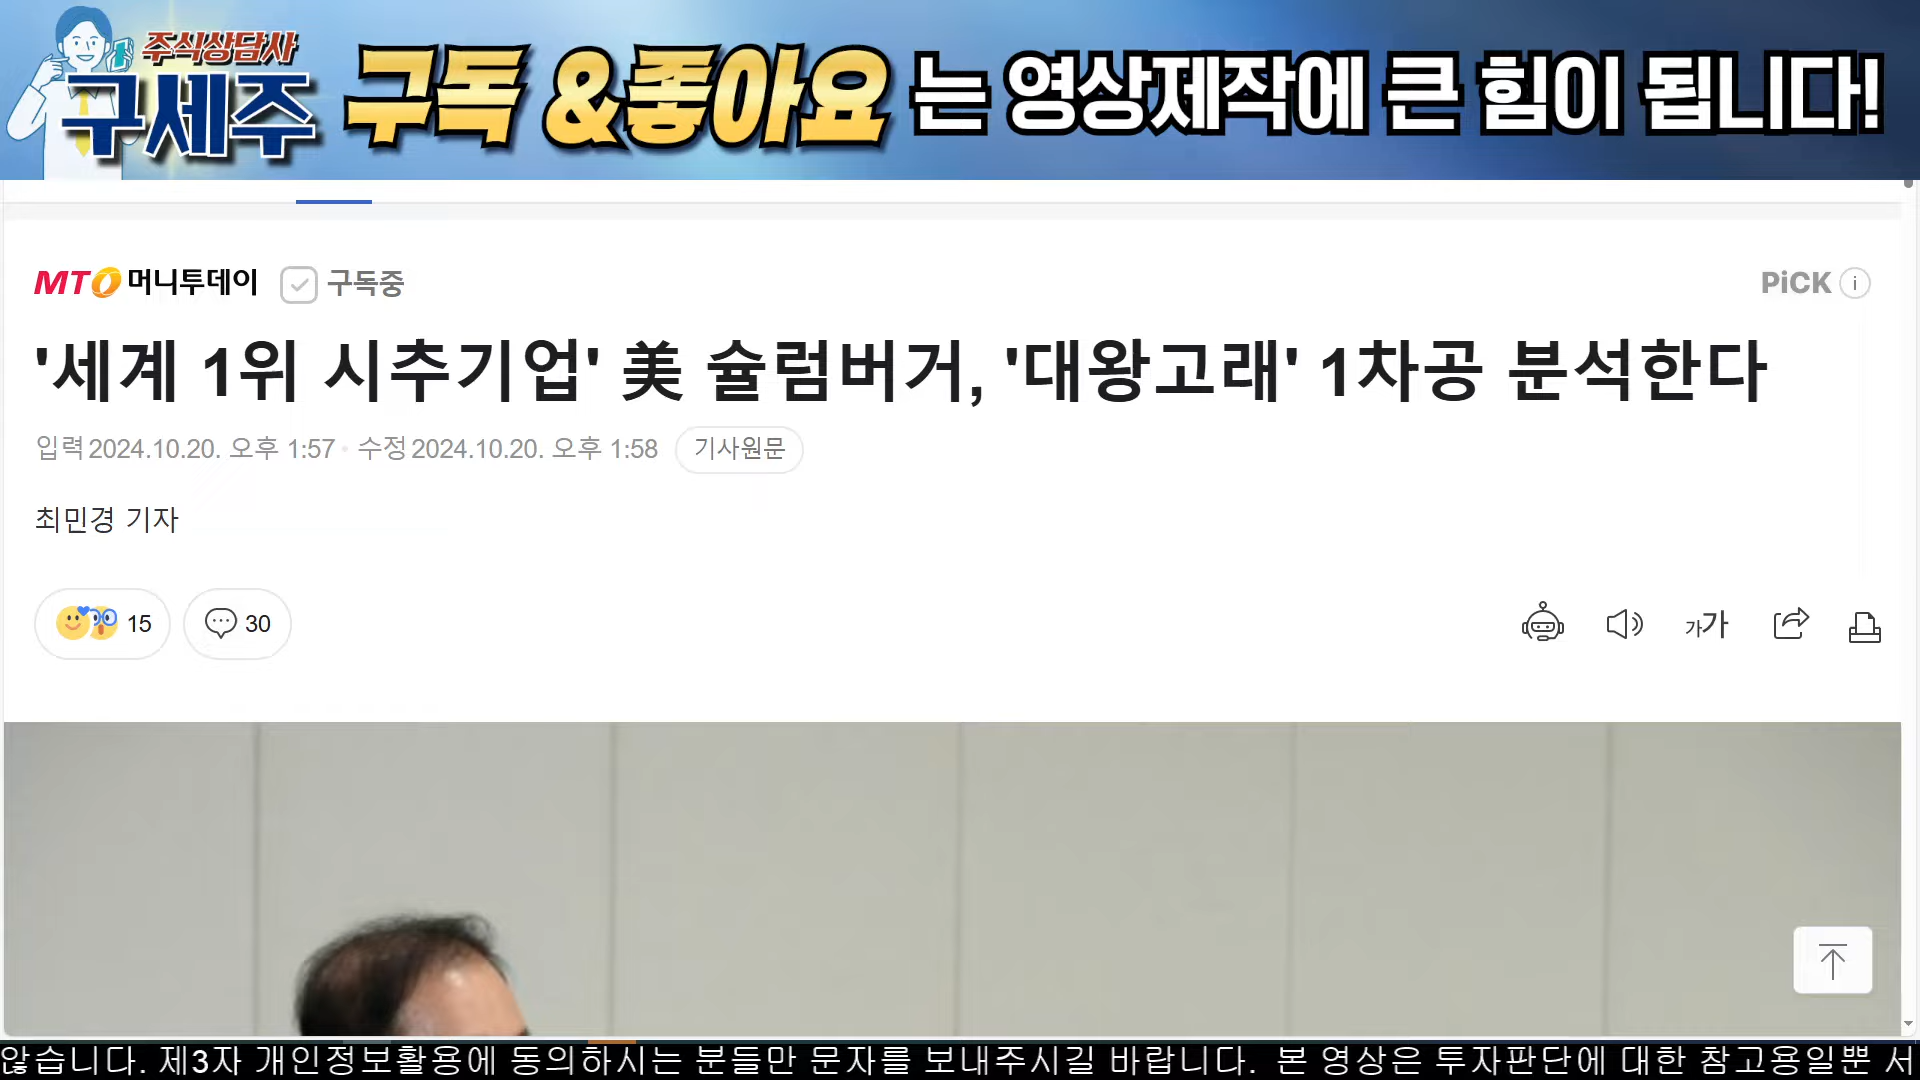 주식상담사
구세주
구독 &좋아요 는 영상제작에 큰 힘이 됩니다!
MTO 머니투데이 구독중
PiCK i
'세계 1위 시추기업' 美 슐럼버거, '대왕고래' 1차공 분석한다
입력 2024.10.20. 오후 1:57 · 수정 2024.10.20. 오후 1:58 기사원문
최민경 기자
15 30
가가
않습니다. 제3자 개인정보활용에 동의하시는 분들만 문자를 보내주시길 바랍니다. 본 영상은 투자판단에 대한 참고용일뿐 서